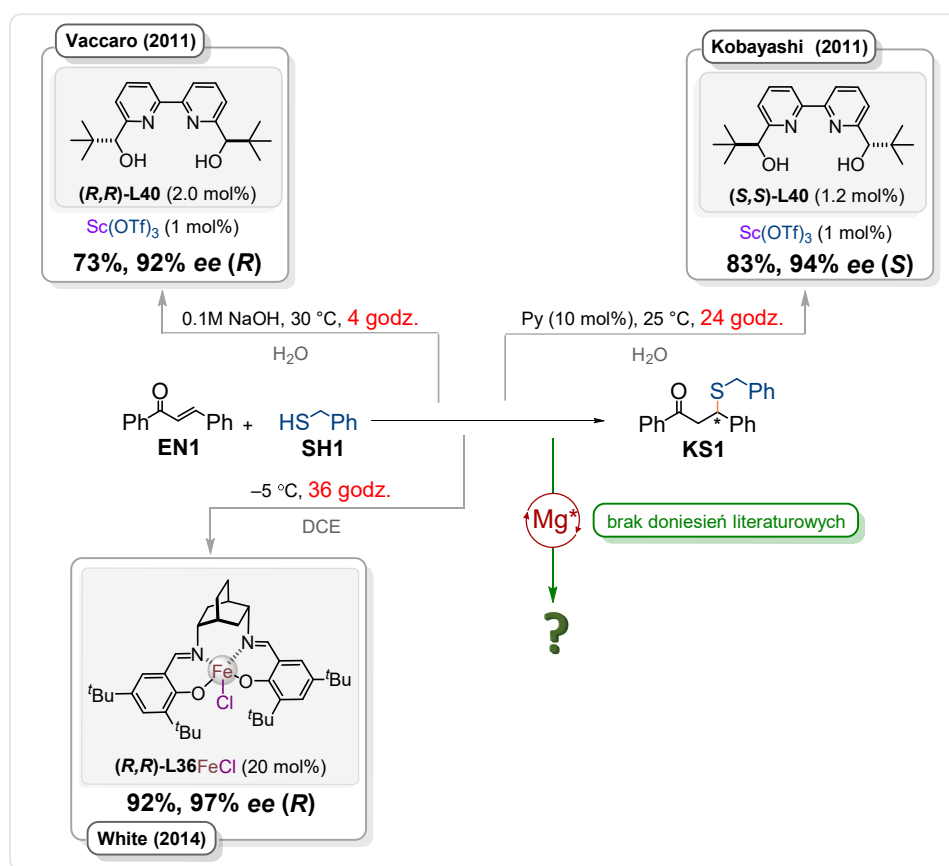 Vaccaro (2011)
N
N
OH
HO
(R,R)-L40 (2.0 mol%)
Sc(OTf)3 (1 mol%)
73%, 92% ee (R)
Kobayashi (2011)
N
N
OH
HO
(S,S)-L40 (1.2 mol%)
Sc(OTf)3 (1 mol%)
83%, 94% ee (S)
0.1M NaOH, 30 °C, 4 godz.
H2O
Py (10 mol%), 25 °C, 24 godz.
H2O
O
Ph
Ph
EN1
+
HS
Ph
SH1
O
S
Ph
Ph
*
Ph
KS1
–5 °C, 36 godz.
DCE
Mg*
brak doniesień literaturowych
?
N
N
Fe
O
O
Cl
tBu
tBu
tBu
tBu
(R,R)-L36FeCl (20 mol%)
92%, 97% ee (R)
White (2014)